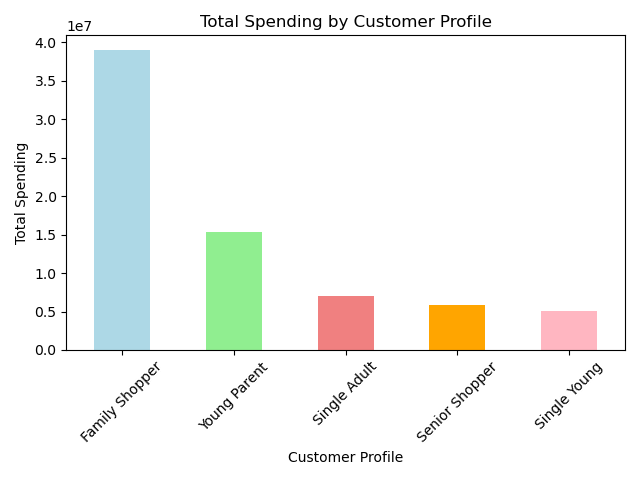 Total Spending by Customer Profile
1e7
4.0
3.5
3.0
2.5
2.0
1.5
1.0
0.5
0.0
Total Spending
Family Shopper
Young Parent
Single Adult
Senior Shopper
Single Young
Customer Profile